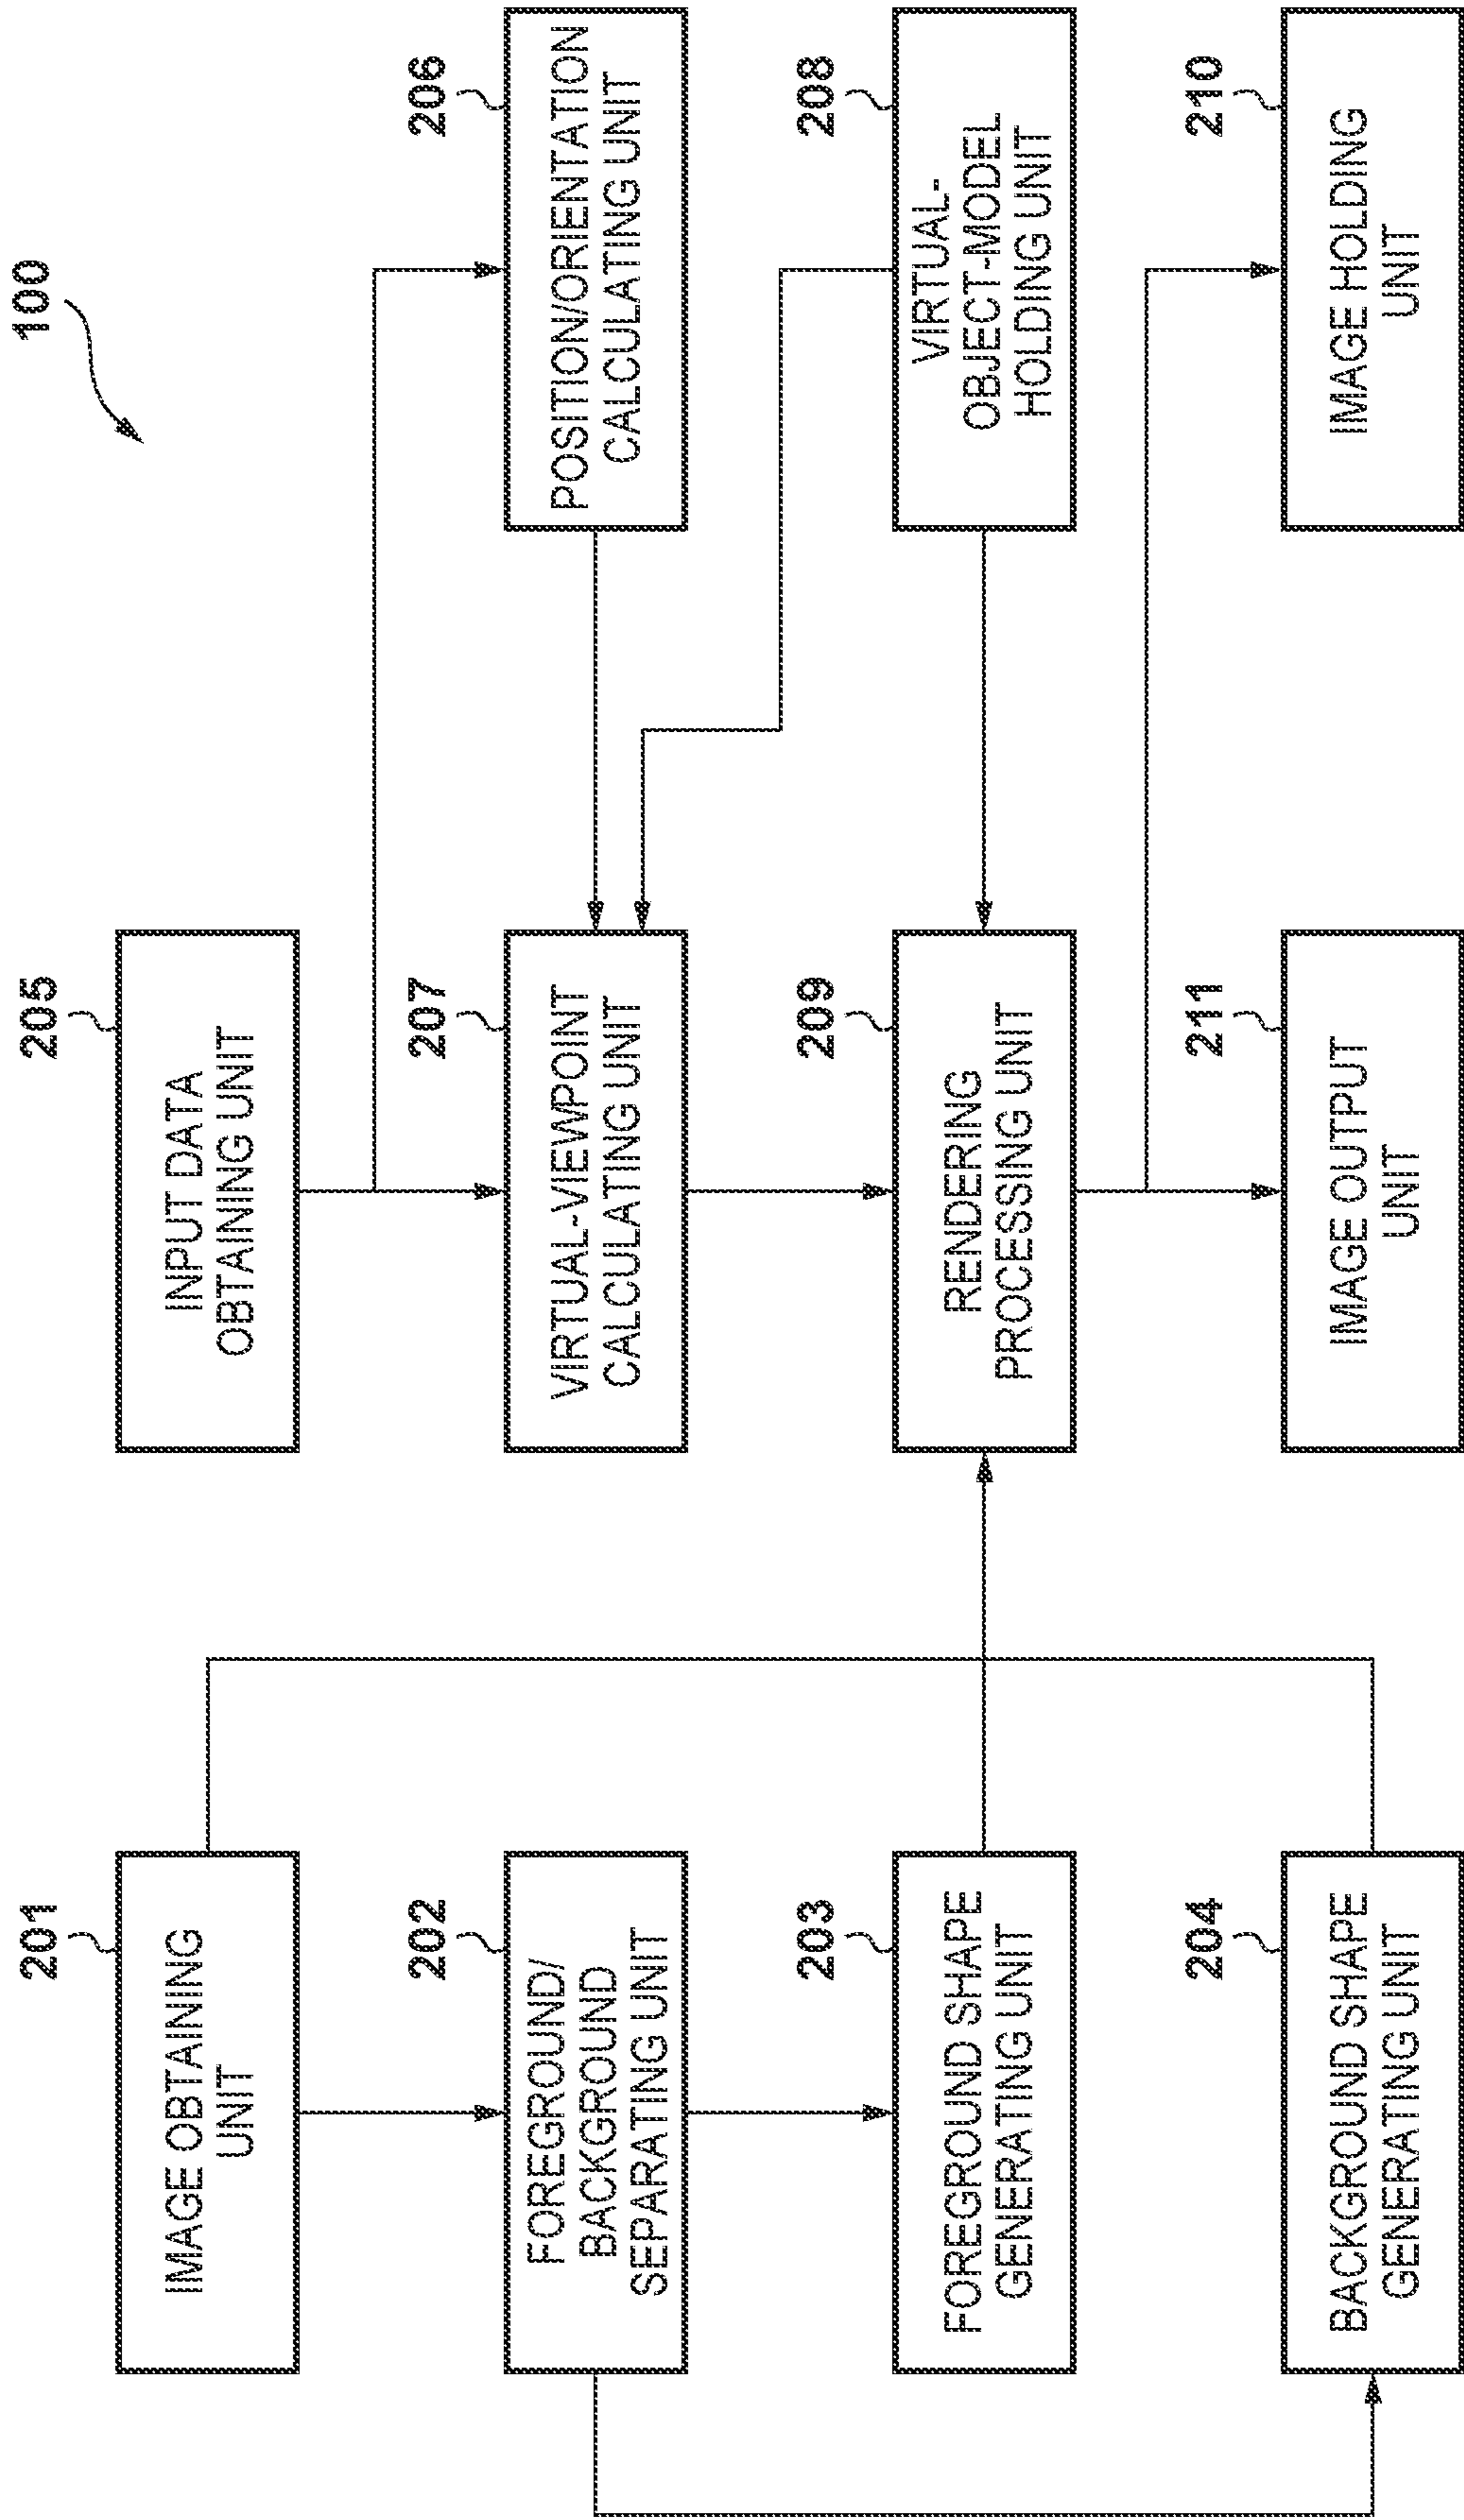 100
201
IMAGE OBTAINING
UNIT
202
FOREGROUND/
BACKGROUND
SEPARATING UNIT
203
FOREGROUND SHAPE
GENERATING UNIT
204
BACKGROUND SHAPE
GENERATING UNIT
205
INPUT DATA
OBTAINING UNIT
207
VIRTUAL-VIEWPOINT
CALCULATING UNIT
209
RENDERING
PROCESSING UNIT
211
IMAGE OUTPUT
UNIT
206
POSITION/ORIENTATION
CALCULATING UNIT
208
VIRTUAL-
OBJECT-MODEL
HOLDING UNIT
210
IMAGE HOLDING
UNIT